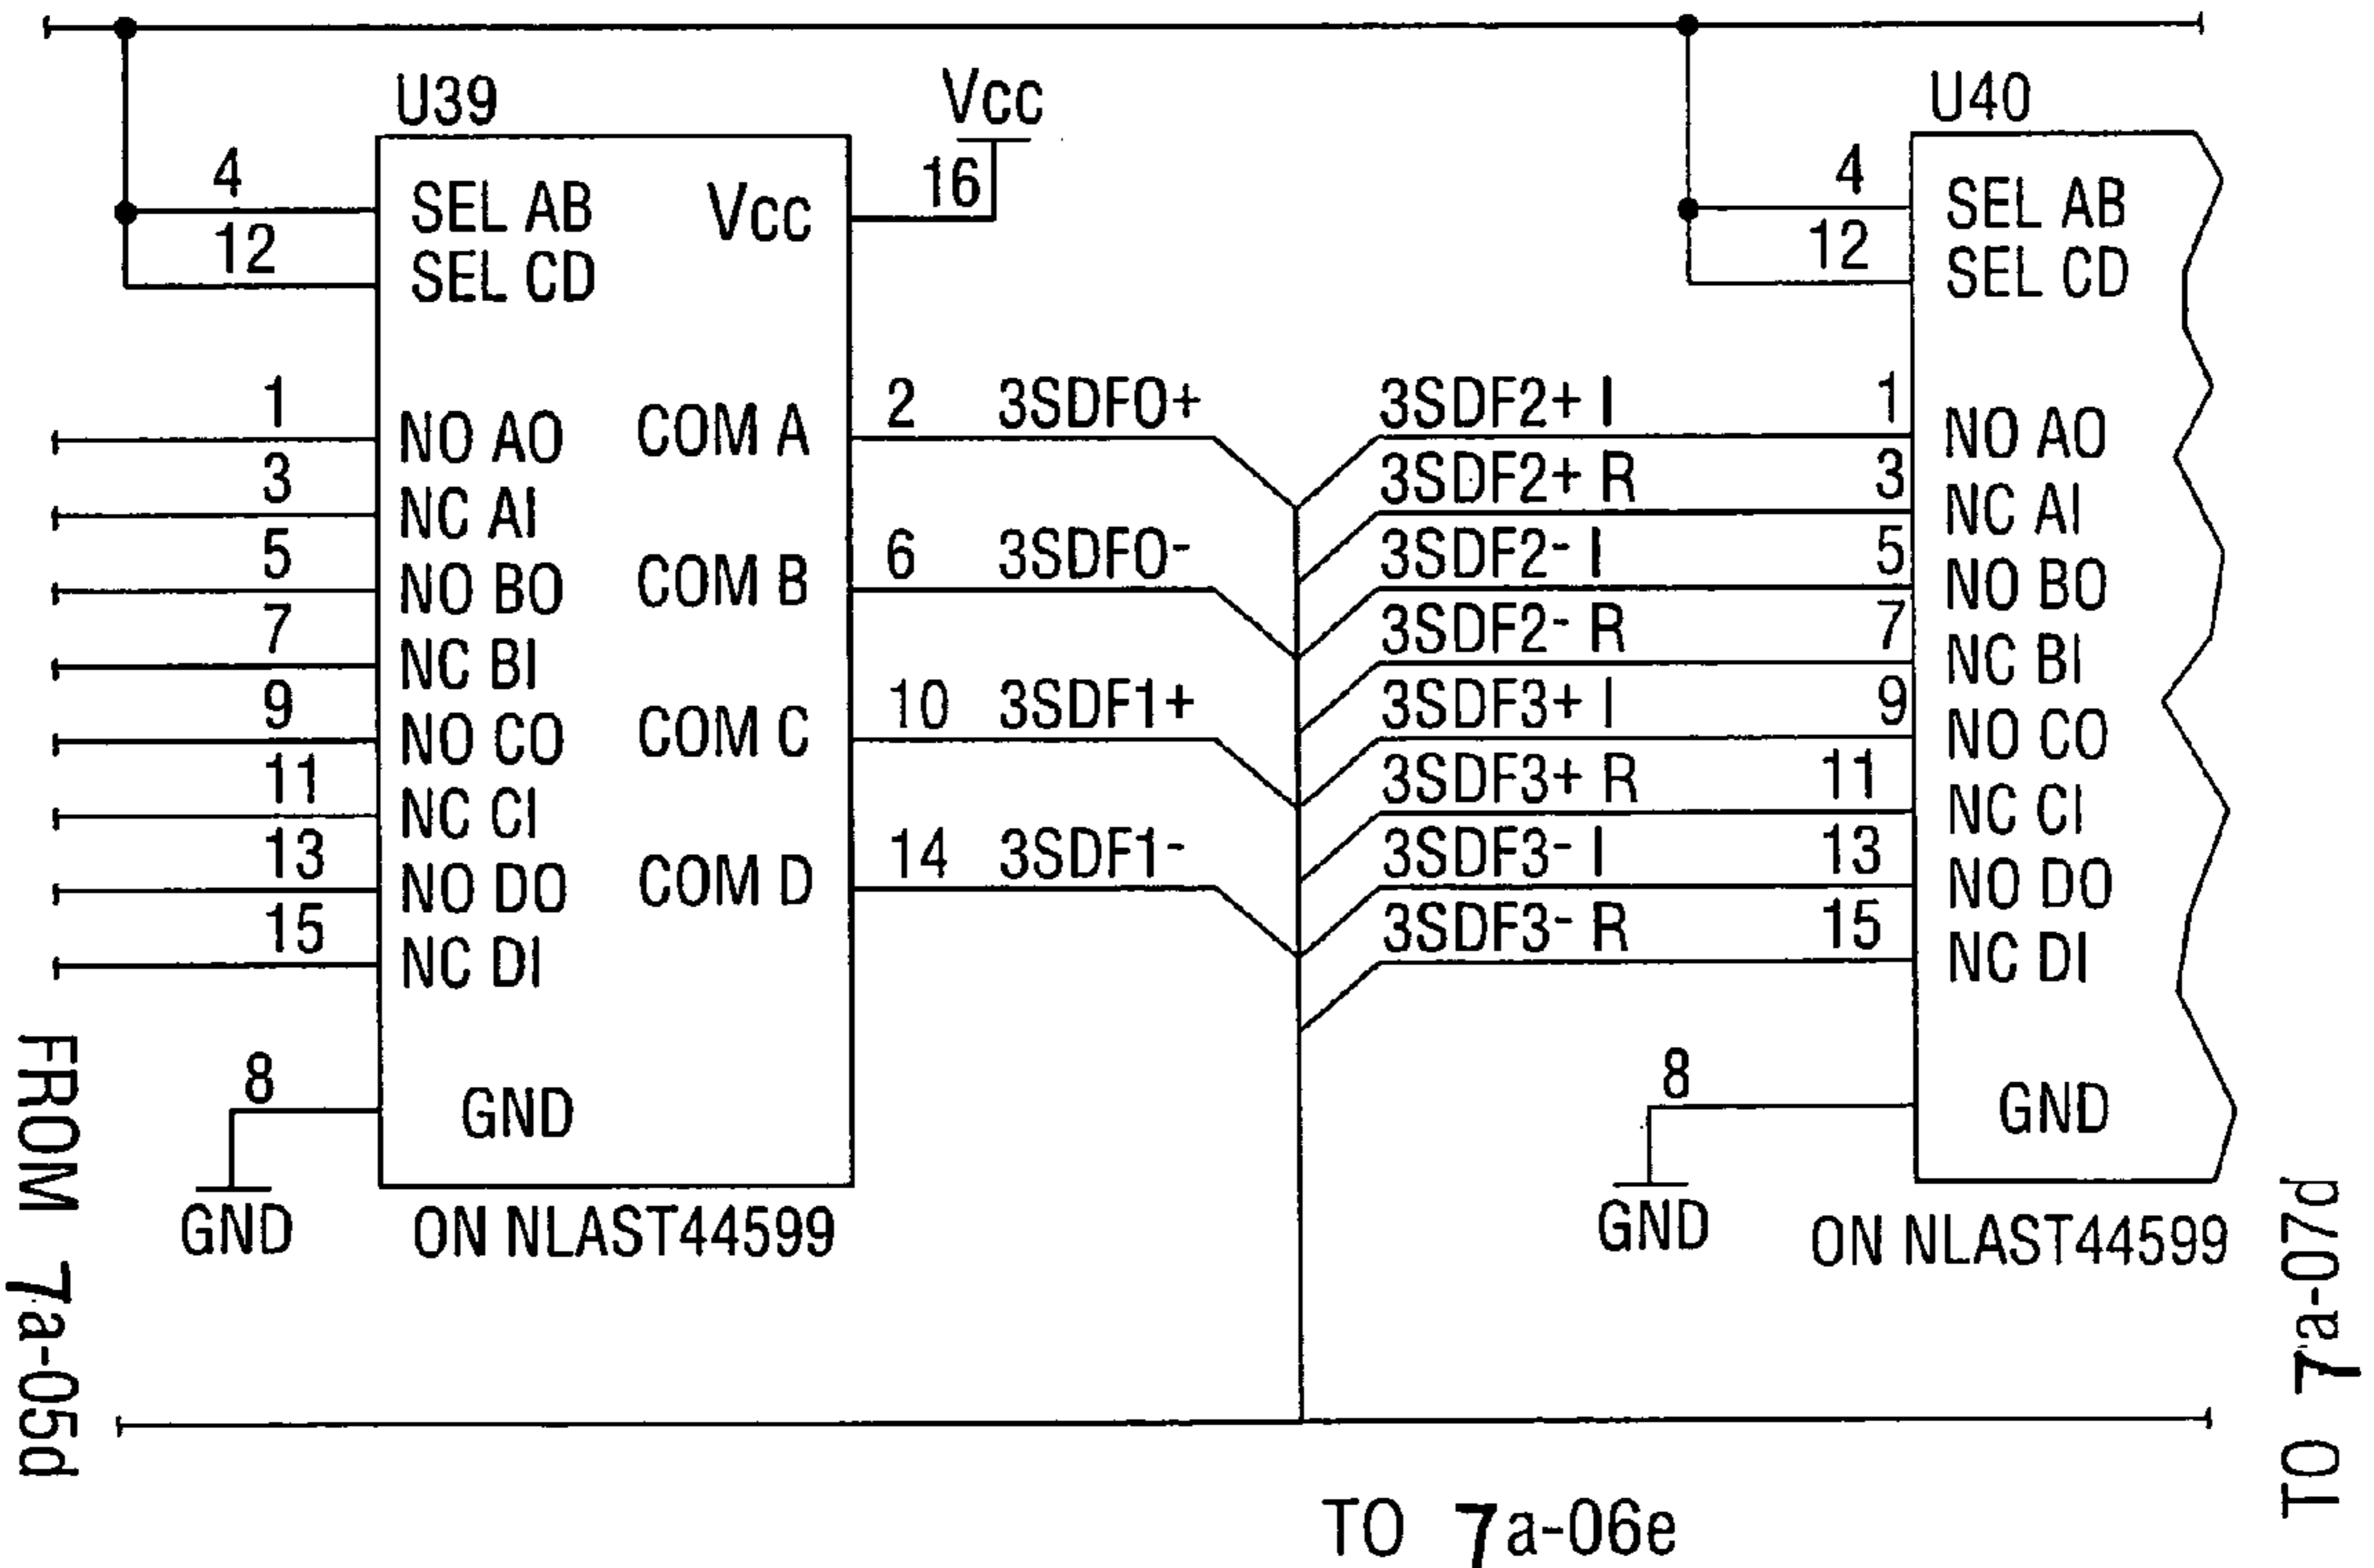 U39
Vcc
U40
4
SEL AB
Vcc
16
12
SEL CD
4
SEL AB
12
SEL CD
1
NO AO
COM A
2
3SDF0+
3
NC AI
5
NO BO
COM B
6
3SDF0-
7
NC BI
9
NO CO
COM C
10
3SDF1+
11
NC CI
13
NO DO
COM D
14
3SDF1-
15
NC DI
8
GND
GND
ON NLAST44599
3SDF2+ I
1
NO AO
3SDF2+ R
3
NC AI
3SDF2- I
5
NO BO
3SDF2- R
7
NC BI
3SDF3+ I
9
NO CO
3SDF3+ R
11
NC CI
3SDF3- I
13
NO DO
3SDF3- R
15
NC DI
8
GND
GND
ON NLAST44599
FROM 7a-05d
TO 7a-07d
TO 7a-06e